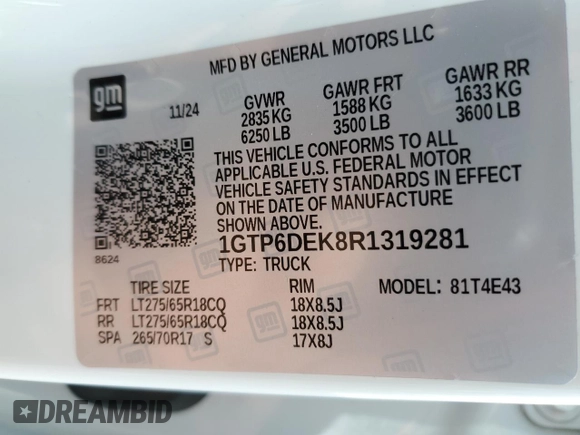 MFD BY GENERAL MOTORS LLC
gm
11/24
GVWR GAWR FRT GAWR RR
2835 KG 1588 KG 1633 KG
6250 LB 3500 LB 3600 LB
THIS VEHICLE CONFORMS TO ALL
APPLICABLE U.S. FEDERAL MOTOR
VEHICLE SAFETY STANDARDS IN EFFECT
ON THE DATE OF MANUFACTURE
SHOWN ABOVE.
8624
1GTP6DEK8R1319281
TYPE: TRUCK MODEL: 81T4E43
TIRE SIZE RIM
FRT LT275/65R18CQ 18X8.5J
RR LT275/65R18CQ 18X8.5J
SPA 265/70R17 S 17X8J
DREAMBID